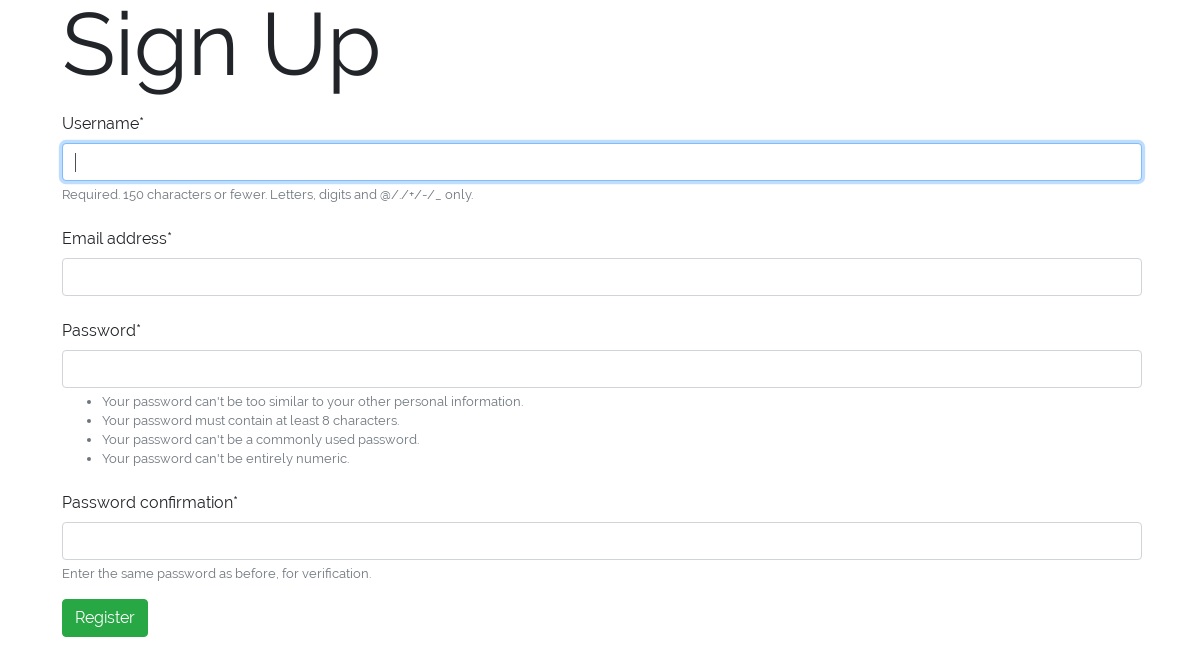 Sign Up
Username*
Required. 150 characters or fewer. Letters, digits and @/./+/-/_ only.
Email address*
Password*
Your password can't be too similar to your other personal information.
Your password must contain at least 8 characters.
Your password can't be a commonly used password.
Your password can't be entirely numeric.
Password confirmation*
Enter the same password as before, for verification.
Register